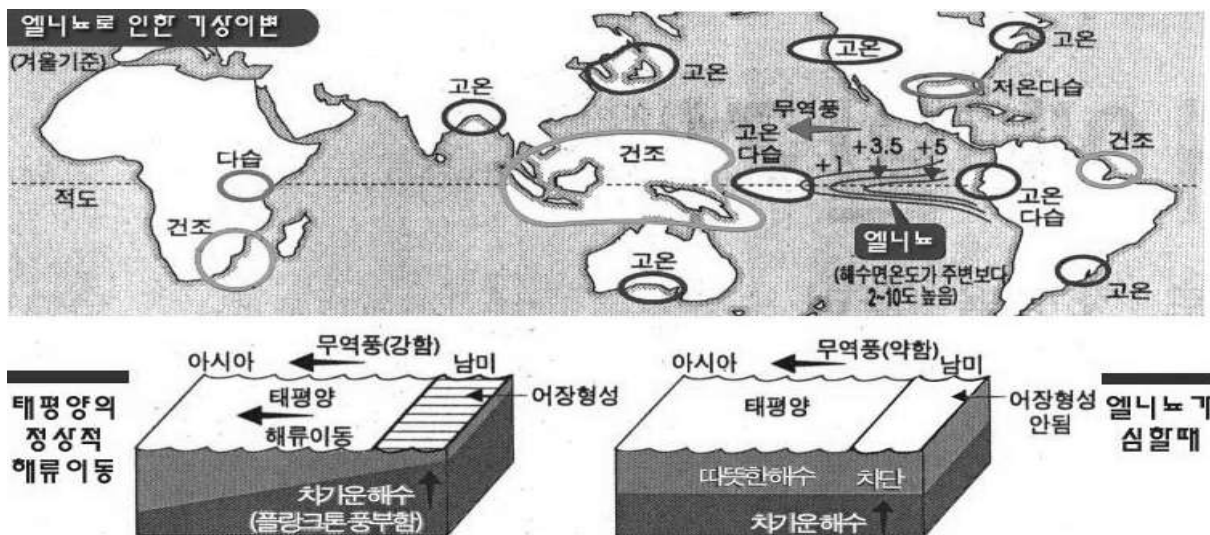 엘니뇨로 인한 기상이변
(겨울기준)
고온
고온
고온
고온
저온다습
무역풍
고온
다습
건조
+1
+3.5
+5
건조
다습
적도
고온
다습
건조
엘니뇨
(해수면온도가 주변보다
2~10도 높음)
고온
고온
태평양의
정상적
해류이동
아시아
무역풍(강함)
남미
태평양
해류이동
어장형성
차가운해수
(플랑크톤 풍부함)
아시아
무역풍(약함)
남미
태평양
어장형성
안됨
따뜻한해수
차단
차가운해수
엘니뇨가
심할때